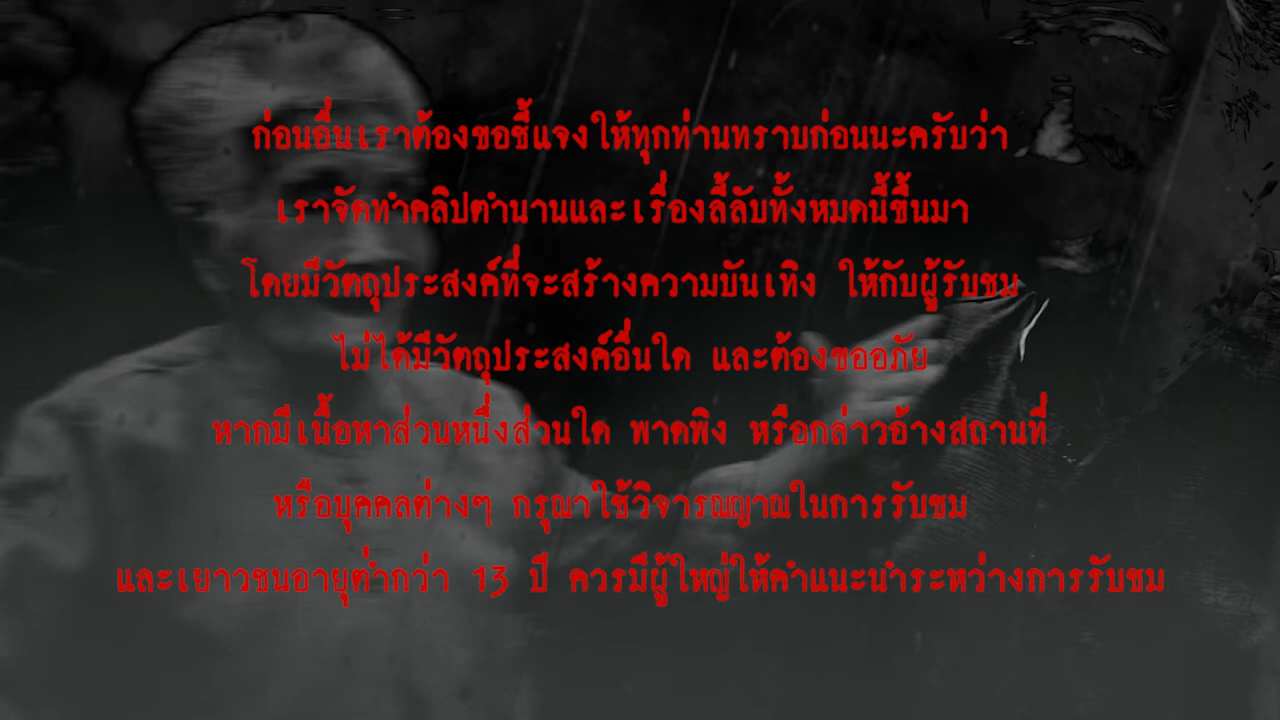 ก่อนอื่นเราต้องขอชี้แจงให้ทุกท่านทราบก่อนนะครับว่า
เราจัดทำคลิปตำนานและเรื่องลี้ลับทั้งหมดนี้ขึ้นมา
โดยมีวัตถุประสงค์ที่จะสร้างความบันเทิง ให้กับผู้รับชม
ไม่ได้มีวัตถุประสงค์อื่นใด และต้องขออภัย
หากมีเนื้อหาส่วนหนึ่งส่วนใด พาดพิง หรือกล่าวอ้างสถานที่
หรือบุคคลต่างๆ กรุณาใช้วิจารณญาณในการรับชม
และเยาวชนอายุต่ำกว่า 13 ปี ควรมีผู้ใหญ่ให้คำแนะนำระหว่างการรับชม